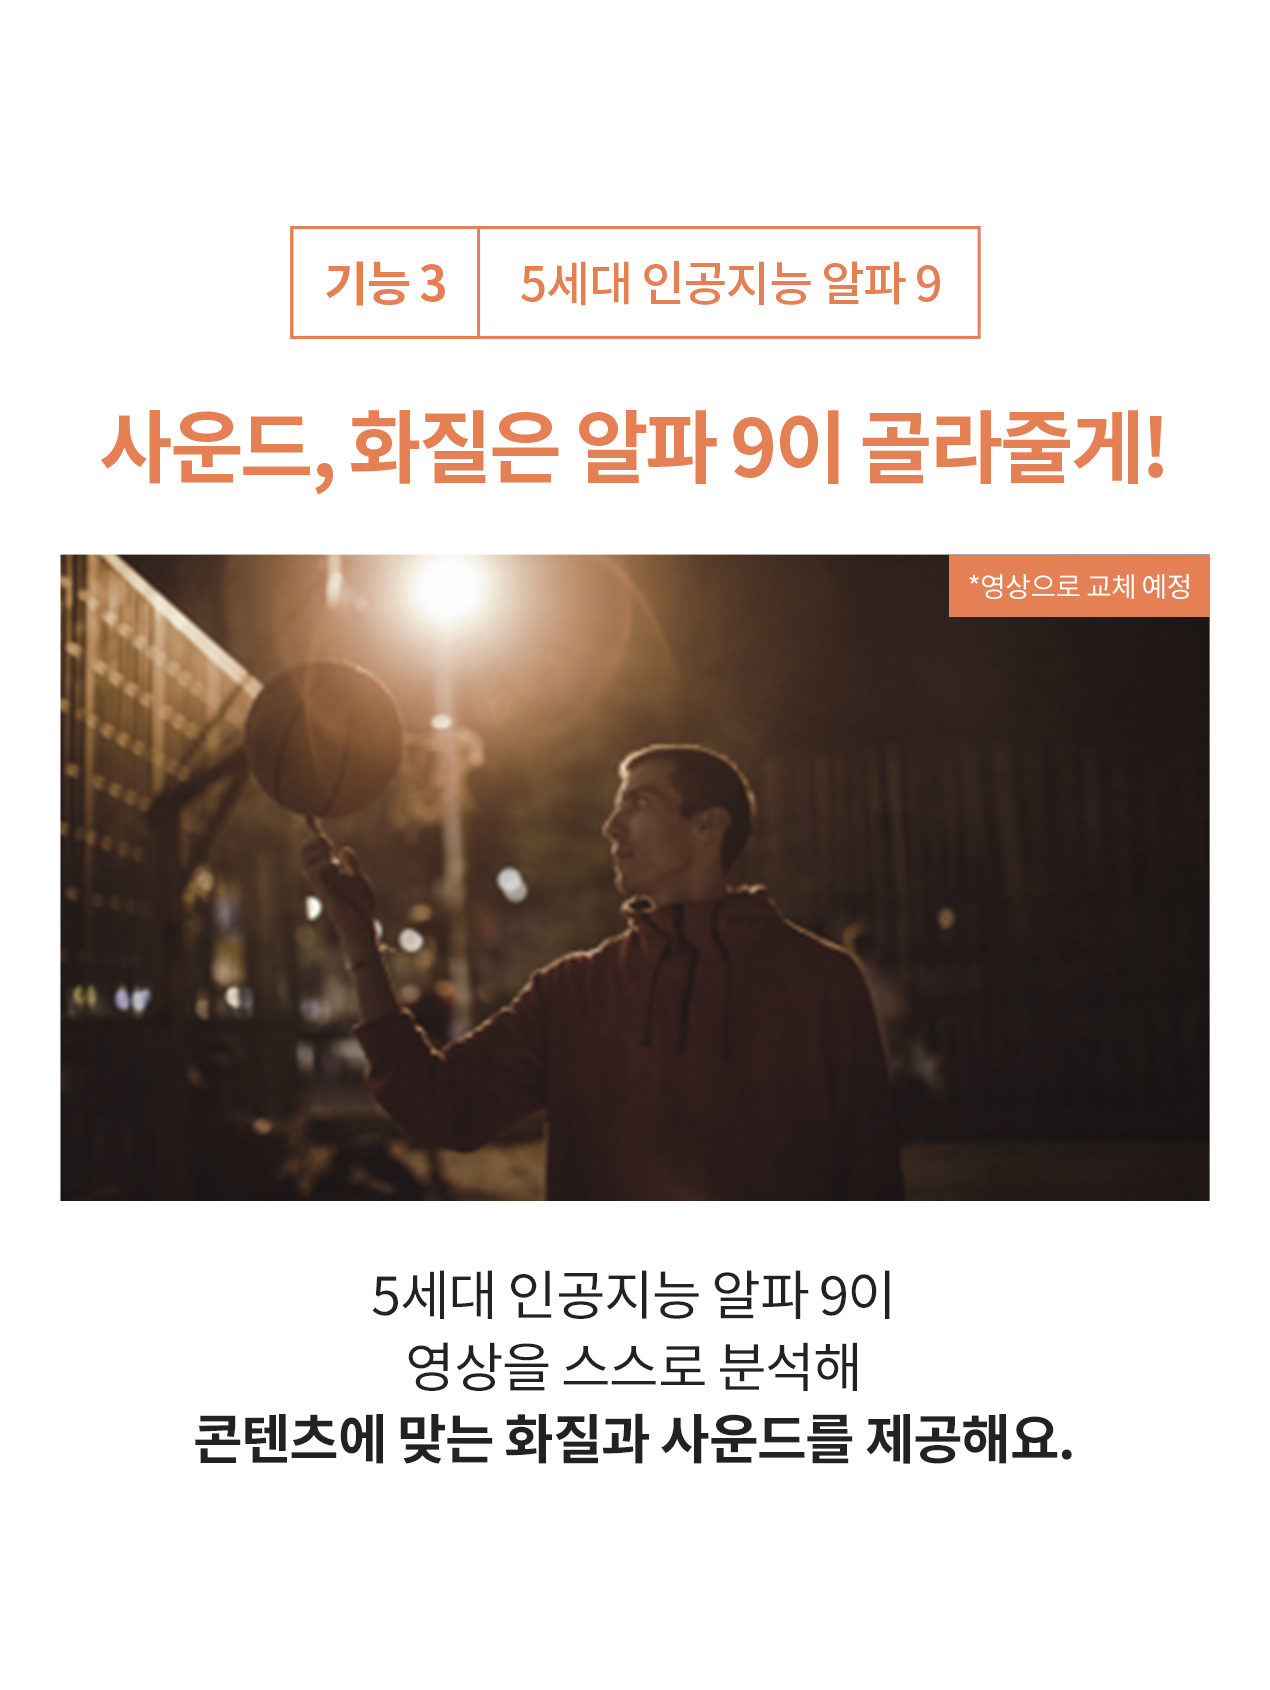 기능 3
5세대 인공지능 알파 9
사운드, 화질은 알파 9이 골라줄게!
*영상으로 교체 예정
5세대 인공지능 알파 9이
영상을 스스로 분석해
콘텐츠에 맞는 화질과 사운드를 제공해요.